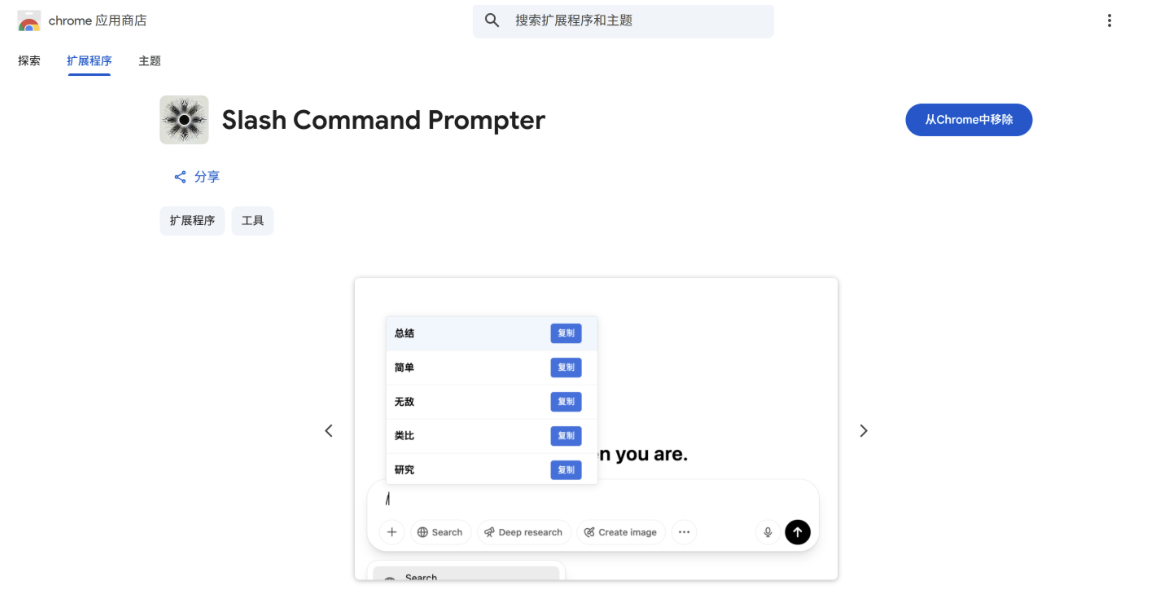 chrome 应用商店
搜索扩展程序和主题
探索 扩展程序 主题
Slash Command Prompter
从Chrome中移除
分享
扩展程序 工具
总结 复制
简单 复制
无敌 复制
类比 复制
研究 复制
n you are.
/
Search Deep research Create image
Search